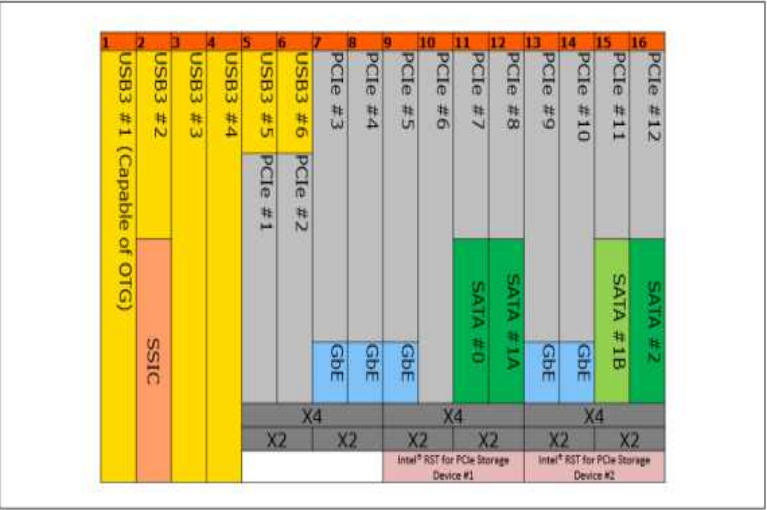 1 2 3 4 5 6 7 8 9 10 11 12 13 14 15 16
USB3 #1 (Capable of OTG)
USB3 #2
USB3 #3
USB3 #4
USB3 #5
USB3 #6
PCIe #3
PCIe #4
PCIe #5
PCIe #6
PCIe #7
PCIe #8
PCIe #9
PCIe #10
PCIe #11
PCIe #12
PCIe #1
PCIe #2
SSIC
SATA #0
SATA #1A
SATA #1B
SATA #2
GbE
GbE
GbE
GbE
GbE
X4 X4 X4
X2 X2 X2 X2 X2 X2
Intel® RST for PCIe Storage
Device #1
Intel® RST for PCIe Storage
Device #2